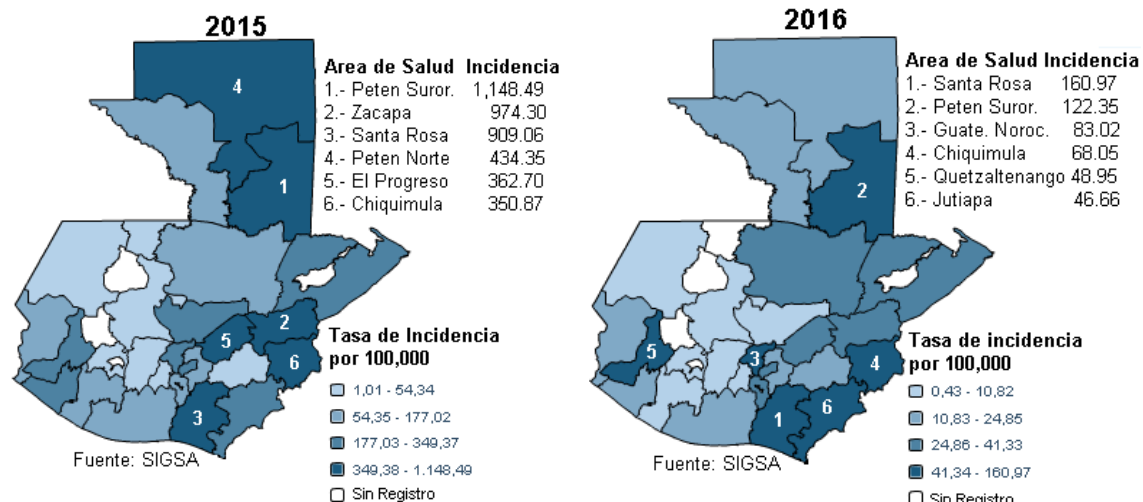 2015
Area de Salud Incidencia
1.- Peten Suror. 1,148.49
2.- Zacapa 974.30
3.- Santa Rosa 909.06
4.- Peten Norte 434.35
5.- El Progreso 362.70
6.- Chiquimula 350.87
4
1
2
5
6
3
Tasa de Incidencia
por 100,000
1,01 - 54,34
54,35 - 177,02
177,03 - 349,37
349,38 - 1.148,49
Sin Registro
Fuente: SIGSA
2016
Area de Salud Incidencia
1.- Santa Rosa 160.97
2.- Peten Suror. 122.35
3.- Guate. Noroc. 83.02
4.- Chiquimula 68.05
5.- Quetzaltenango 48.95
6.- Jutiapa 46.66
2
5
3
4
1
6
Tasa de incidencia
por 100,000
0,43 - 10,82
10,83 - 24,85
24,86 - 41,33
41,34 - 160,97
Sin Registro
Fuente: SIGSA